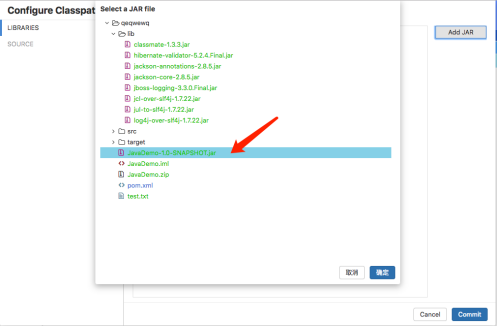 Configure Classpat
Select a JAR file
LIBRARIES
SOURCE
Add JAR
qaqwewq
lib
classmate-1.3.3.jar
hibernate-validator-5.2.4.Final.jar
jackson-annotations-2.8.5.jar
jackson-core-2.8.5.jar
jboss-logging-3.3.0.Final.jar
jcl-over-slf4j-1.7.22.jar
jul-to-slf4j-1.7.22.jar
log4j-over-slf4j-1.7.22.jar
src
target
JavaDemo-1.0-SNAPSHOT.jar
JavaDemo.iml
JavaDemo.zip
pom.xml
test.txt
取消
确定
Cancel
Commit